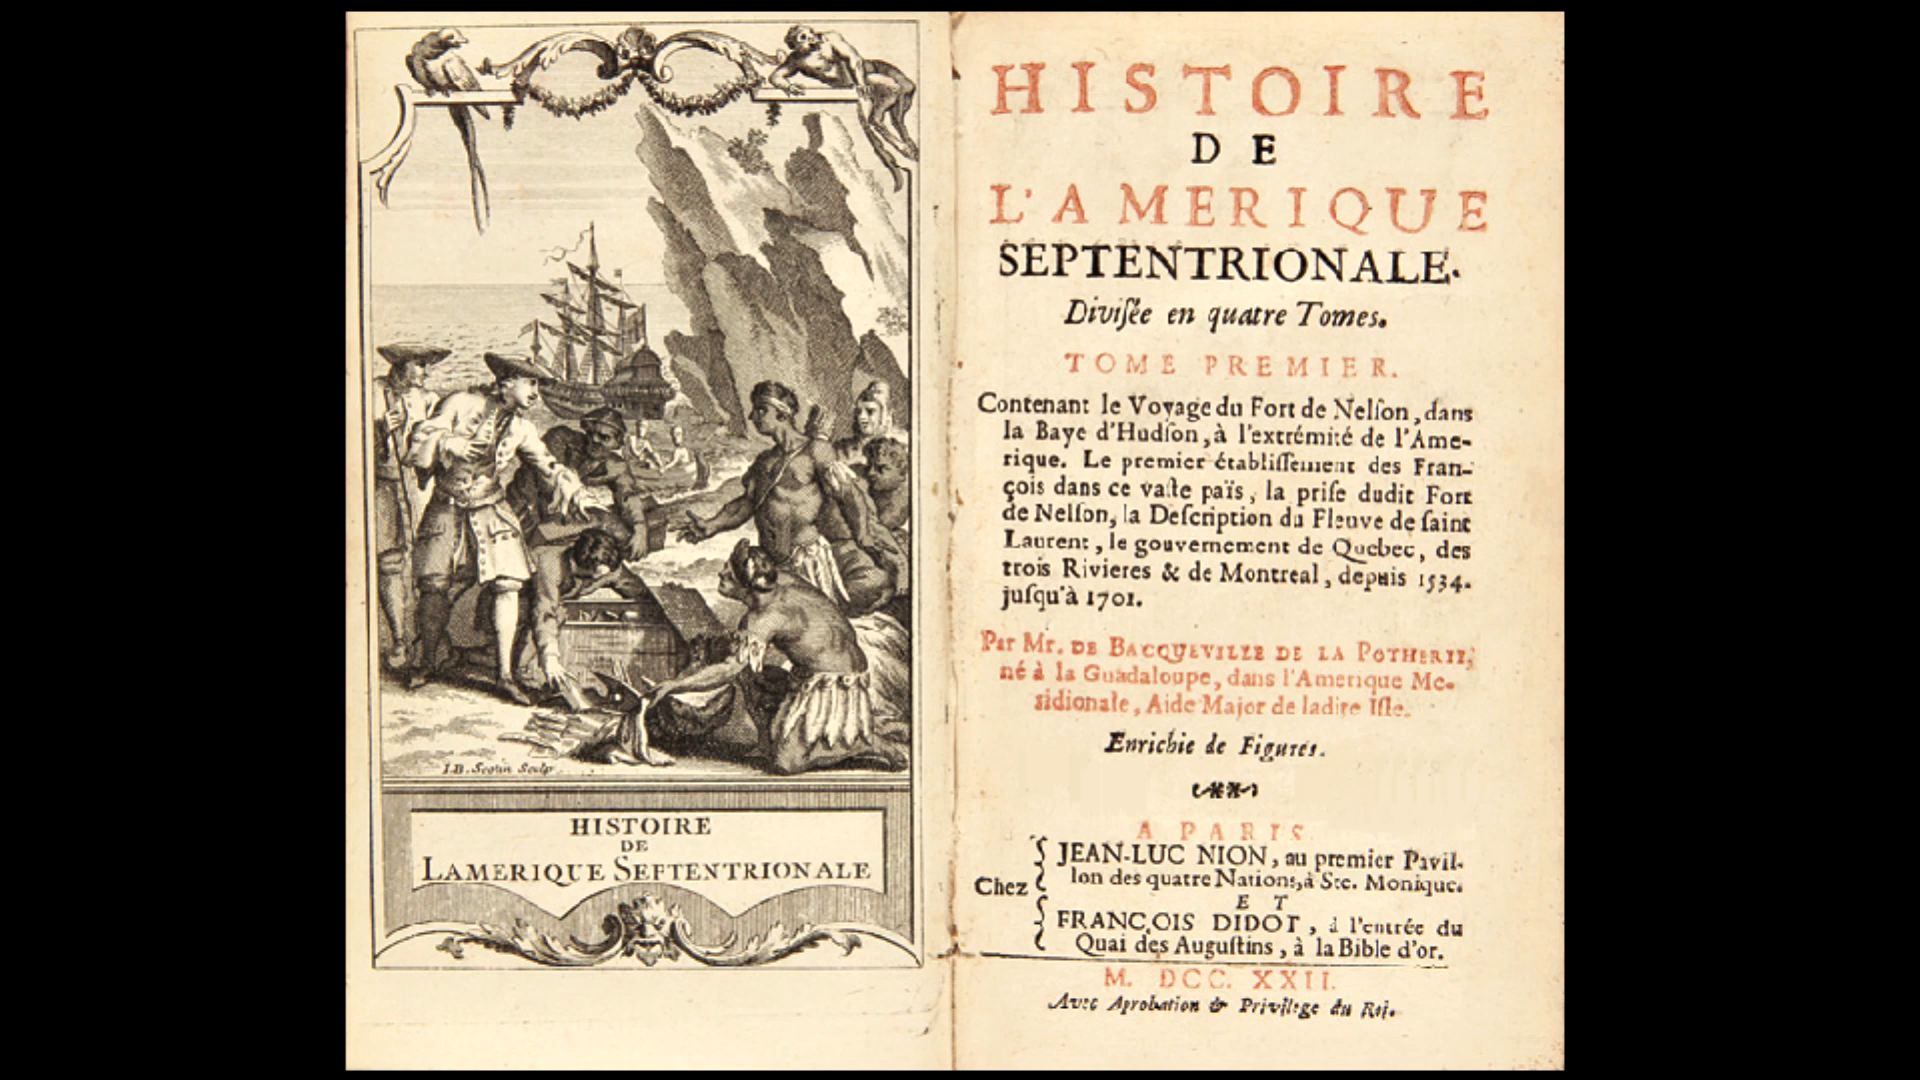 I.B. Scotin Sculp
HISTOIRE
DE
LAMERIQUE SEPTENTRIONALE
HISTOIRE
DE
L'AMERIQUE
SEPTENTRIONALE.
Divisée en quatre Tomes.
TOME PREMIER.
Contenant le Voyage du Fort de Nelson, dans
la Baye d'Hudson, à l'extrémité de l'Ame-
rique. Le premier établissement des Fran-
çois dans ce vaste païs, la prise dudit Fort
de Nelson, la Description du Fleuve de saint
Laurent, le gouvernement de Quebec, des
trois Rivieres & de Montreal, depuis 1534.
jusqu'à 1701.
Par Mr. DE BACQUEVILLE DE LA POTHERIE,
né à la Guadaloupe, dans l'Amerique Me-
ridionale, Aide Major de ladite Isle.
Enrichie de Figures.
A PARIS
Chez
JEAN-LUC NION, au premier Pavil-
lon des quatre Nations, à Ste. Monique.
ET
FRANÇOIS DIDOT, à l'entrée du
Quai des Augustins, à la Bible d'or.
M. DCC. XXII.
Avec Aprobation & Privilege du Roi.